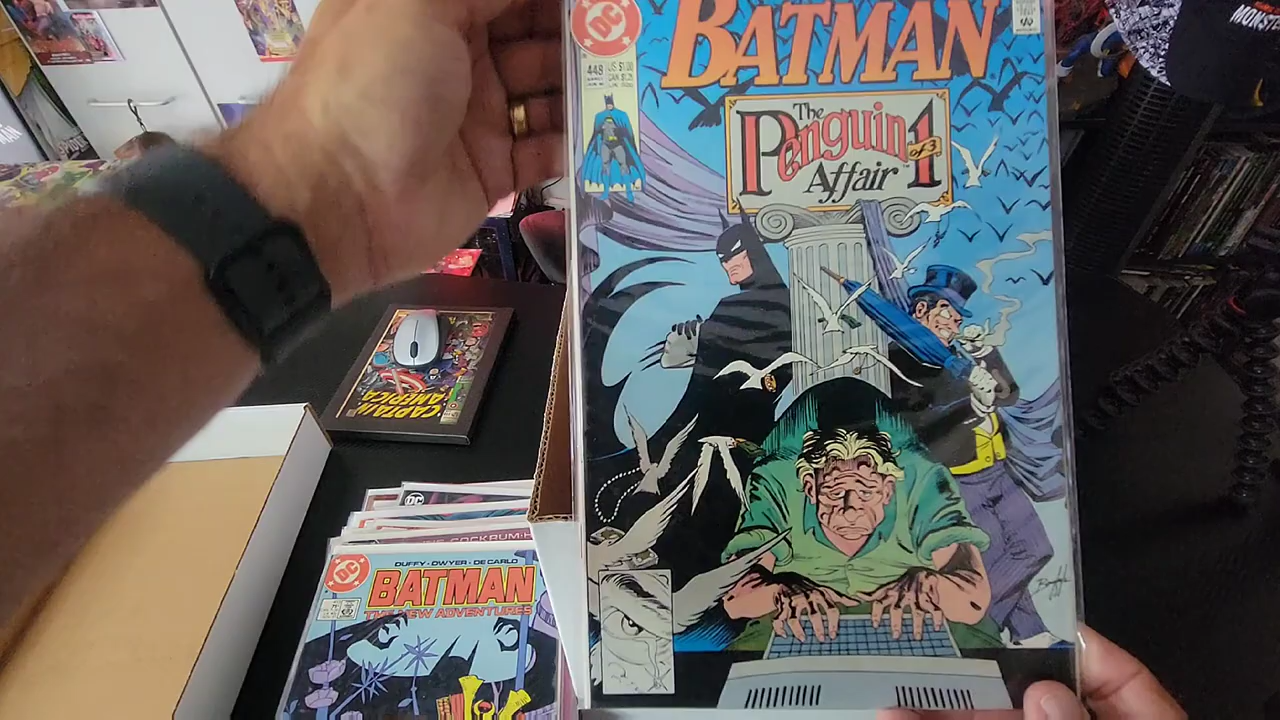 DC
BATMAN
448
US $1.00
CAN $1.25
The
Penguin 1
of 3
Affair
CAPTAIN
AMERICA
DC
DC
DUFFY • DWYER • DE CARLO
BATMAN
THE NEW ADVENTURES